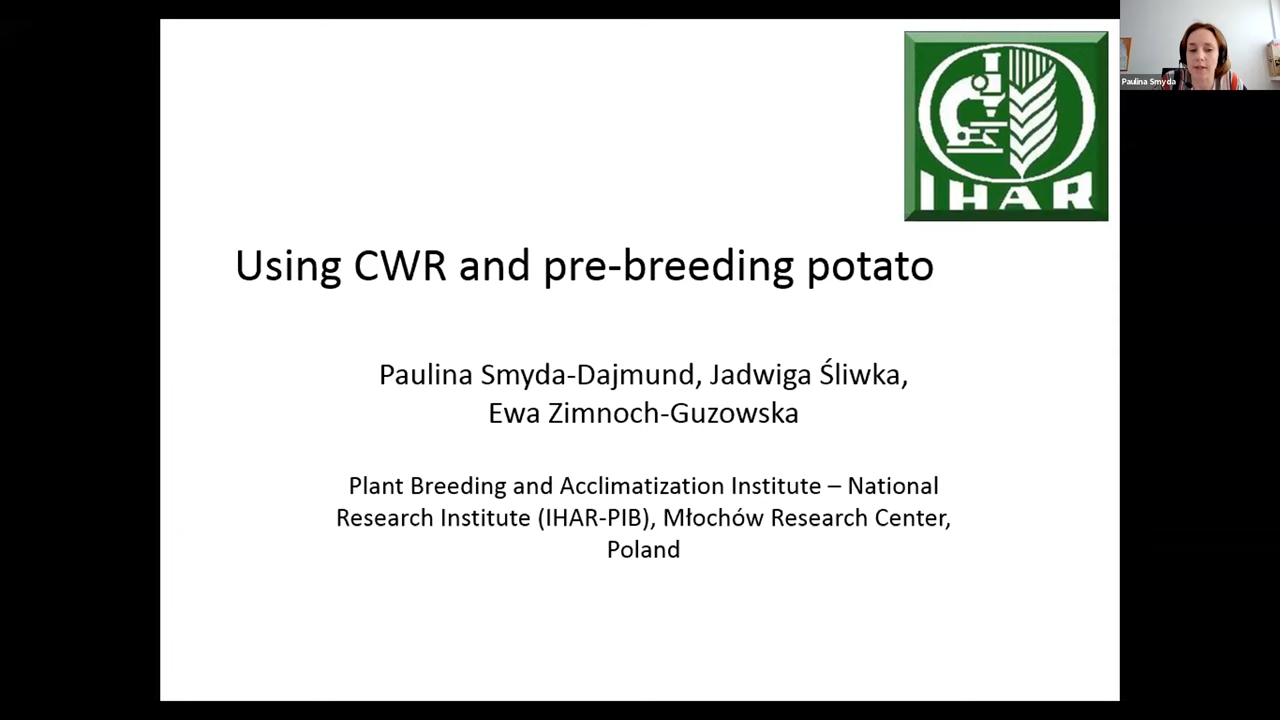 Paulina Smyda
IHAR
Using CWR and pre-breeding potato
Paulina Smyda-Dajmund, Jadwiga Śliwka,
Ewa Zimnoch-Guzowska
Plant Breeding and Acclimatization Institute – National
Research Institute (IHAR-PIB), Młochów Research Center,
Poland